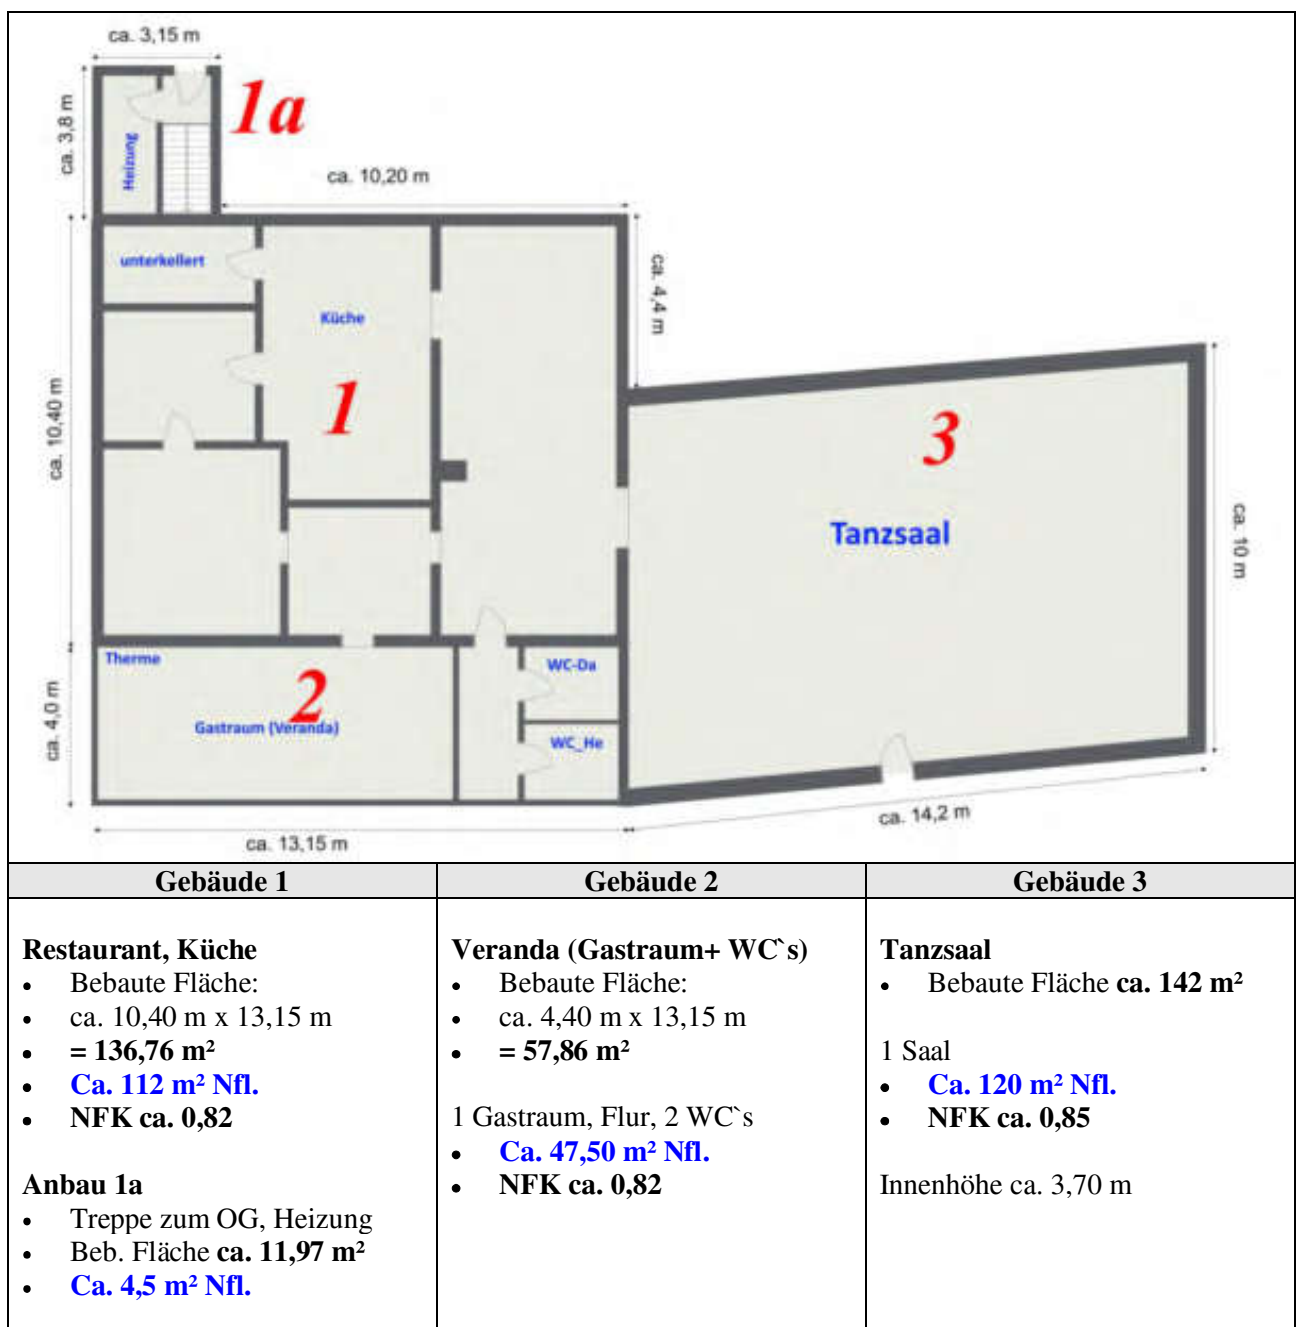 ca. 3,15 m
1a
ca. 3,8 m
Heizung
ca. 10,20 m
unterkellert
Küche
ca. 4,4 m
1
3
ca. 10,40 m
Tanzsaal
ca. 10 m
Therme
2
WC-Da
Gastraum (Veranda)
WC_He
ca. 4,0 m
ca. 14,2 m
ca. 13,15 m
Gebäude 1
Restaurant, Küche
• Bebaute Fläche:
• ca. 10,40 m x 13,15 m
• = 136,76 m²
• Ca. 112 m² Nfl.
• NFK ca. 0,82
Anbau 1a
• Treppe zum OG, Heizung
• Beb. Fläche ca. 11,97 m²
• Ca. 4,5 m² Nfl.
Gebäude 2
Veranda (Gastraum+ WC`s)
• Bebaute Fläche:
• ca. 4,40 m x 13,15 m
• = 57,86 m²
1 Gastraum, Flur, 2 WC`s
• Ca. 47,50 m² Nfl.
• NFK ca. 0,82
Gebäude 3
Tanzsaal
• Bebaute Fläche ca. 142 m²
1 Saal
• Ca. 120 m² Nfl.
• NFK ca. 0,85
Innenhöhe ca. 3,70 m